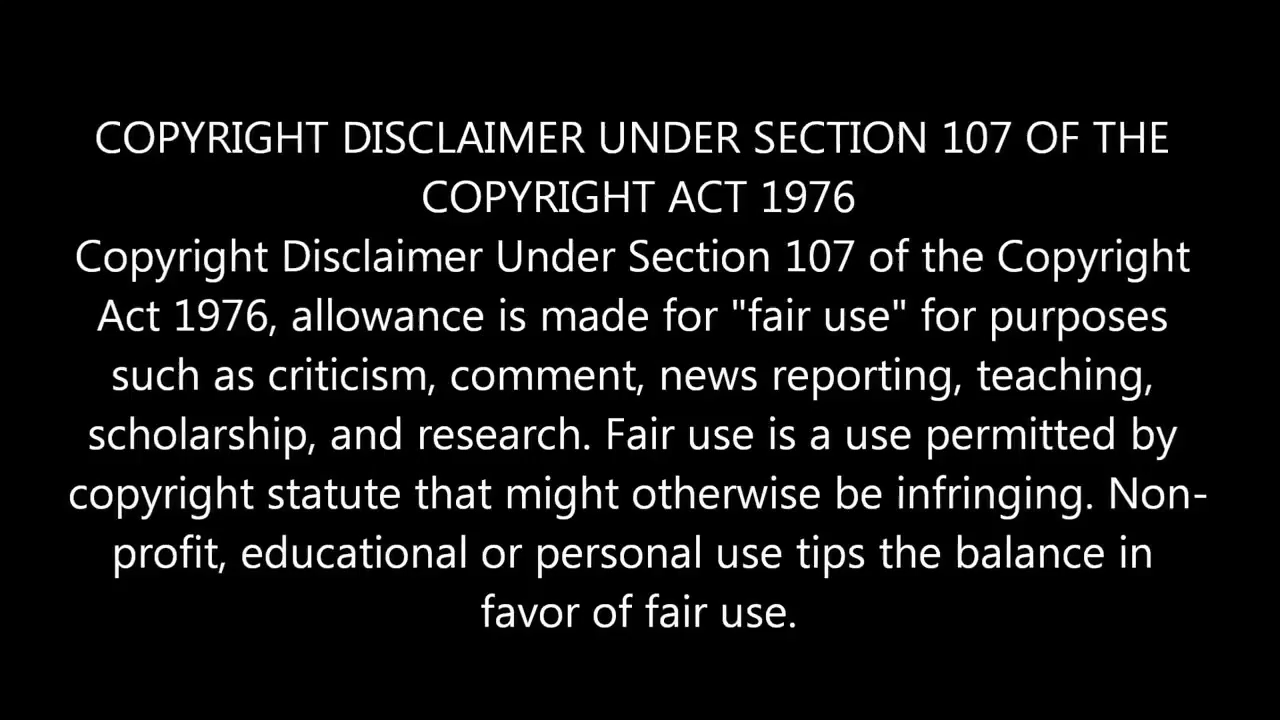 COPYRIGHT DISCLAIMER UNDER SECTION 107 OF THE
COPYRIGHT ACT 1976
Copyright Disclaimer Under Section 107 of the Copyright
Act 1976, allowance is made for "fair use" for purposes
such as criticism, comment, news reporting, teaching,
scholarship, and research. Fair use is a use permitted by
copyright statute that might otherwise be infringing. Non-
profit, educational or personal use tips the balance in
favor of fair use.